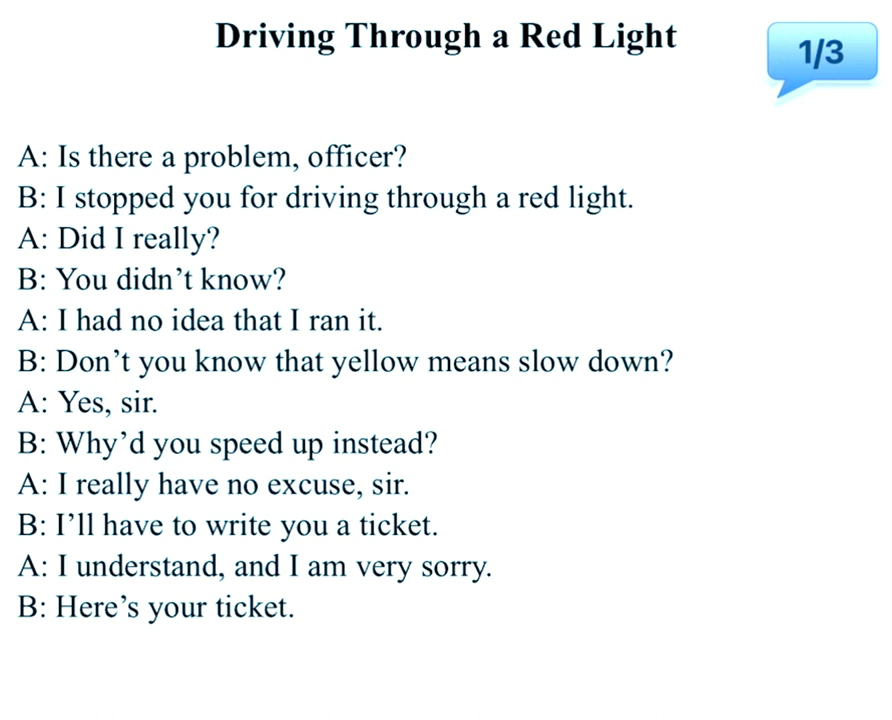 Driving Through a Red Light
1/3
A: Is there a problem, officer?
B: I stopped you for driving through a red light.
A: Did I really?
B: You didn’t know?
A: I had no idea that I ran it.
B: Don’t you know that yellow means slow down?
A: Yes, sir.
B: Why’d you speed up instead?
A: I really have no excuse, sir.
B: I’ll have to write you a ticket.
A: I understand, and I am very sorry.
B: Here’s your ticket.